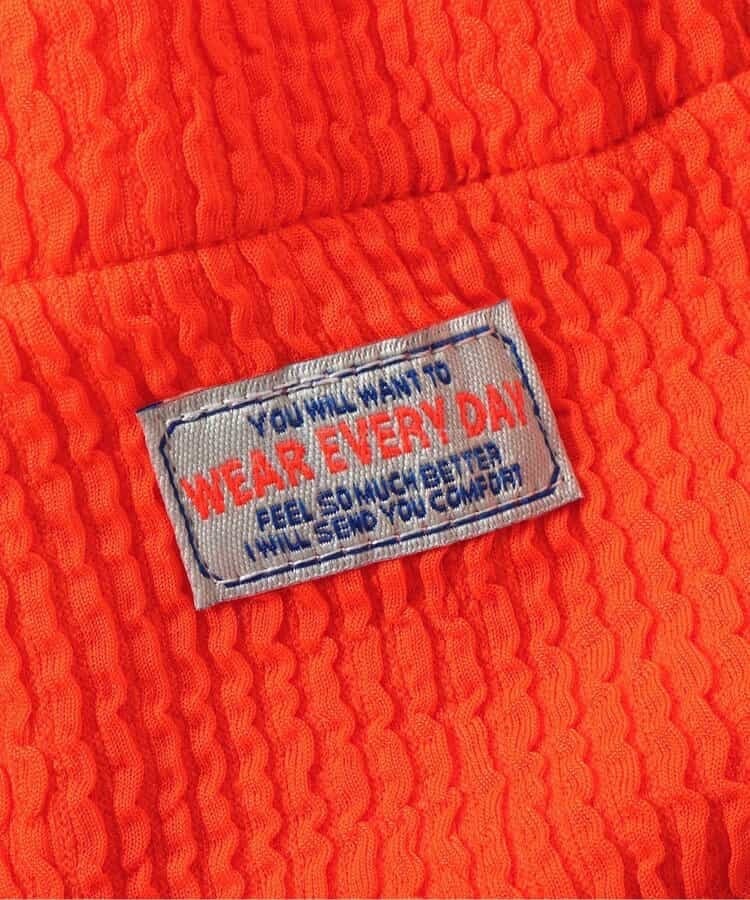 YOU WILL WANT TO
WEAR EVERY DAY
FEEL SO MUCH BETTER
I WILL SEND YOU COMFORT